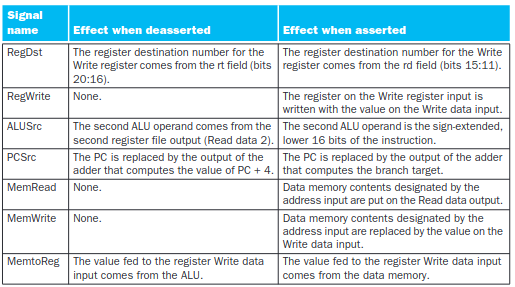 Signal
name
Effect when deasserted
Effect when asserted
RegDst
The register destination number for the
Write register comes from the rt field (bits
20:16).
The register destination number for the Write
register comes from the rd field (bits 15:11).
RegWrite
None.
The register on the Write register input is
written with the value on the Write data input.
ALUSrc
The second ALU operand comes from the
second register file output (Read data 2).
The second ALU operand is the sign-extended,
lower 16 bits of the instruction.
PCSrc
The PC is replaced by the output of the
adder that computes the value of PC + 4.
The PC is replaced by the output of the adder
that computes the branch target.
MemRead
None.
Data memory contents designated by the
address input are put on the Read data output.
MemWrite
None.
Data memory contents designated by the
address input are replaced by the value on the
Write data input.
MemtoReg
The value fed to the register Write data
input comes from the ALU.
The value fed to the register Write data input
comes from the data memory.